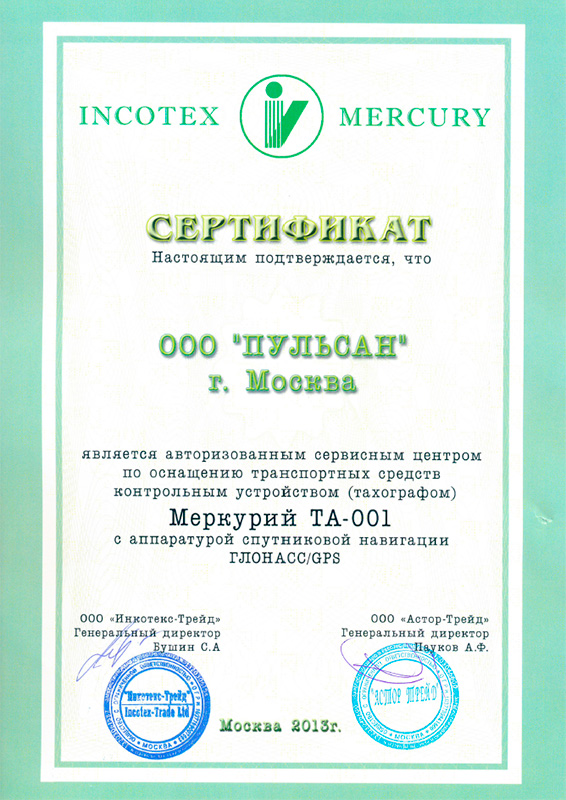 INCOTEX MERCURY
СЕРТИФИКАТ
Настоящим подтверждается, что
ООО "ПУЛЬСАН"
г. Москва
является авторизованным сервисным центром
по оснащению транспортных средств
контрольным устройством (тахографом)
Меркурий ТА-001
с аппаратурой спутниковой навигации
ГЛОНАСС/GPS
ООО «Инкотекс-Трейд»
Генеральный директор
Бушин С.А
"Инкотекс-Трейд"
Incotex-Trade Ltd
МОСКВА
ООО «Астор-Трейд»
Генеральный директор
Пауков А.Ф.
"АСТОР ТРЕЙД"
МОСКВА
Москва 2013г.